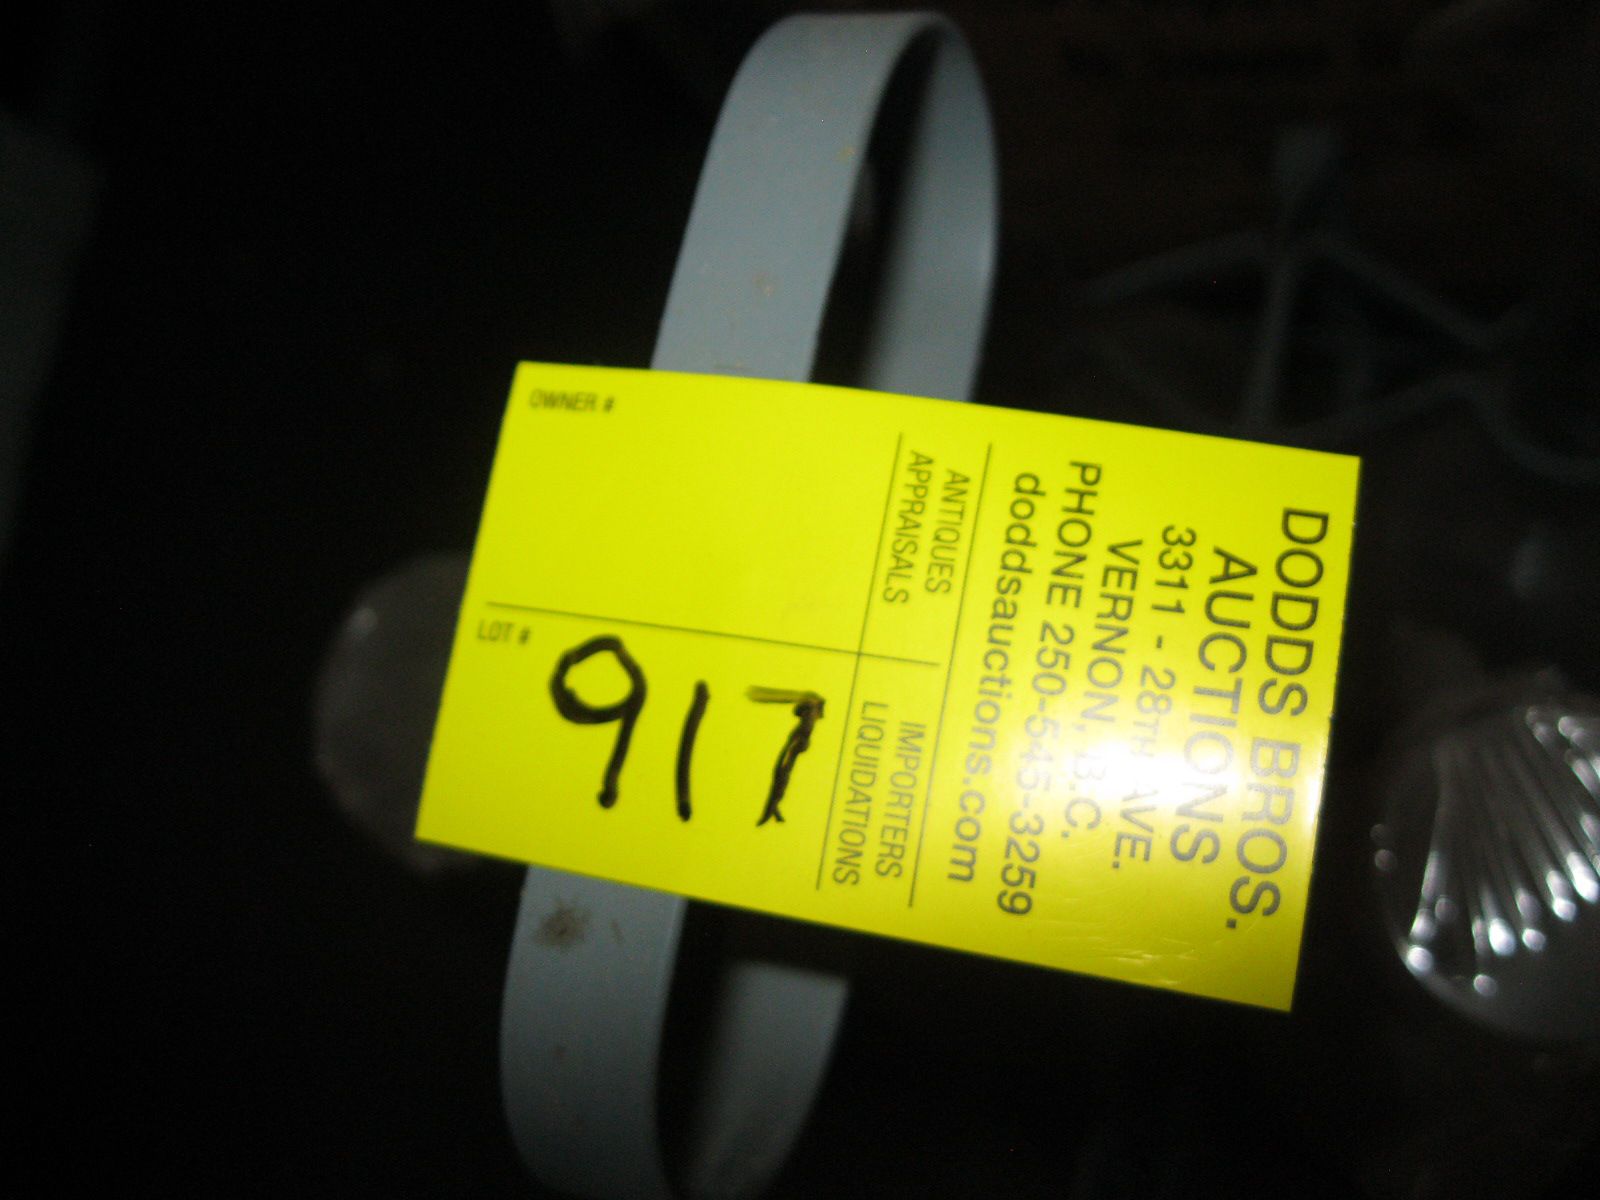 DODDS BROS.
AUCTIONS
3311 - 28TH AVE.
VERNON, B.C.
PHONE 250-545-3259
doddsauctions.com
ANTIQUES
APPRAISALS
IMPORTERS
LIQUIDATIONS
OWNER #
LOT #
917